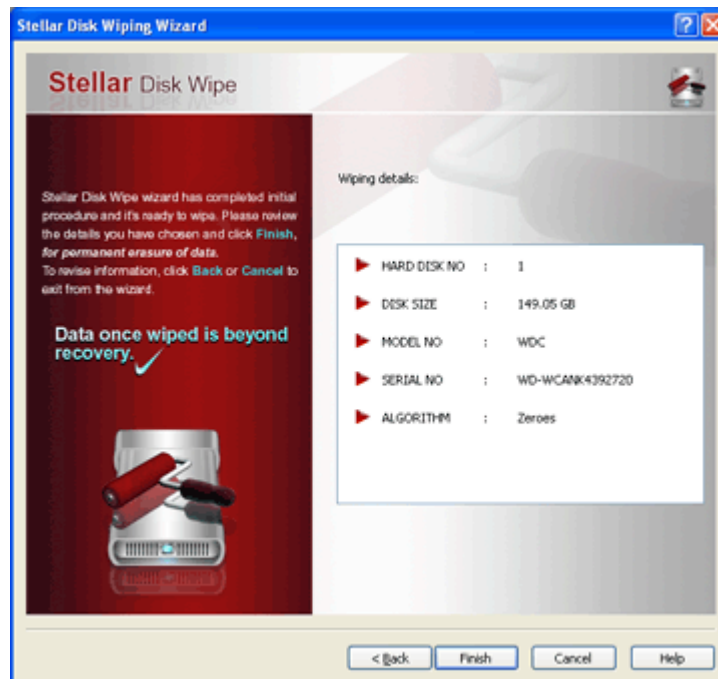 Stellar Disk Wiping Wizard
Stellar Disk Wipe
Stellar Disk Wipe wizard has completed initial
procedure and it's ready to wipe. Please review
the details you have chosen and click Finish,
for permanent erasure of data.
To revise information, click Back or Cancel to
exit from the wizard.
Data once wiped is beyond
recovery.
Wiping details:
HARD DISK NO : 1
DISK SIZE : 149.05 GB
MODEL NO : WDC
SERIAL NO : WD-WCANK4392720
ALGORITHM : Zeroes
< Back Finish Cancel Help